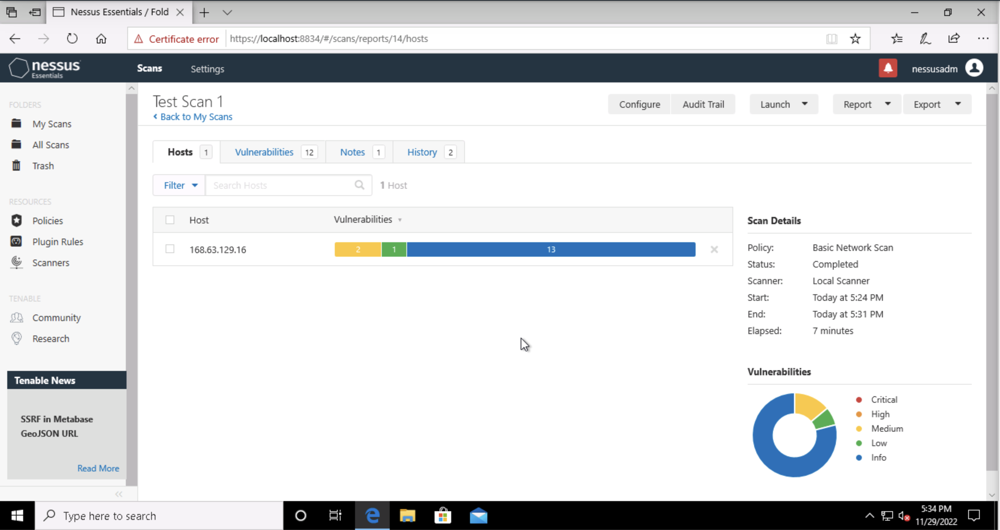 Nessus Essentials / Fold
Certificate error
https://localhost:8834/#/scans/reports/14/hosts
nessus
Essentials
Scans
Settings
nessusadm
FOLDERS
My Scans
All Scans
Trash
RESOURCES
Policies
Plugin Rules
Scanners
TENABLE
Community
Research
Tenable News
SSRF in Metabase
GeoJSON URL
Read More
Test Scan 1
Back to My Scans
Configure
Audit Trail
Launch
Report
Export
Hosts 1
Vulnerabilities 12
Notes 1
History 2
Filter
Search Hosts
1 Host
Host
Vulnerabilities
168.63.129.16
2
1
13
Scan Details
Policy: Basic Network Scan
Status: Completed
Scanner: Local Scanner
Start: Today at 5:24 PM
End: Today at 5:31 PM
Elapsed: 7 minutes
Vulnerabilities
Critical
High
Medium
Low
Info
Type here to search
5:34 PM
11/29/2022